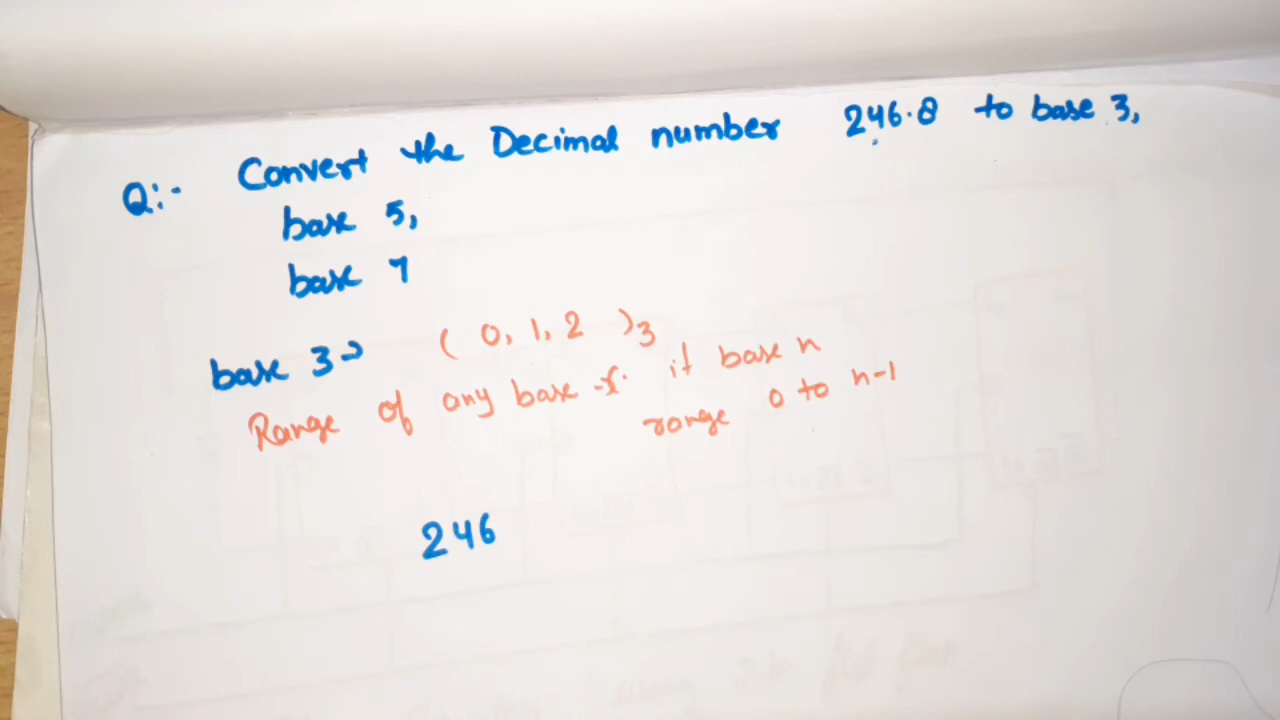 Q:- Convert the Decimal number 246.8 to base 3,
base 5,
base 7
base 3 → ( 0, 1, 2 )3
Range of any base -r. if base n
range 0 to n-1
246